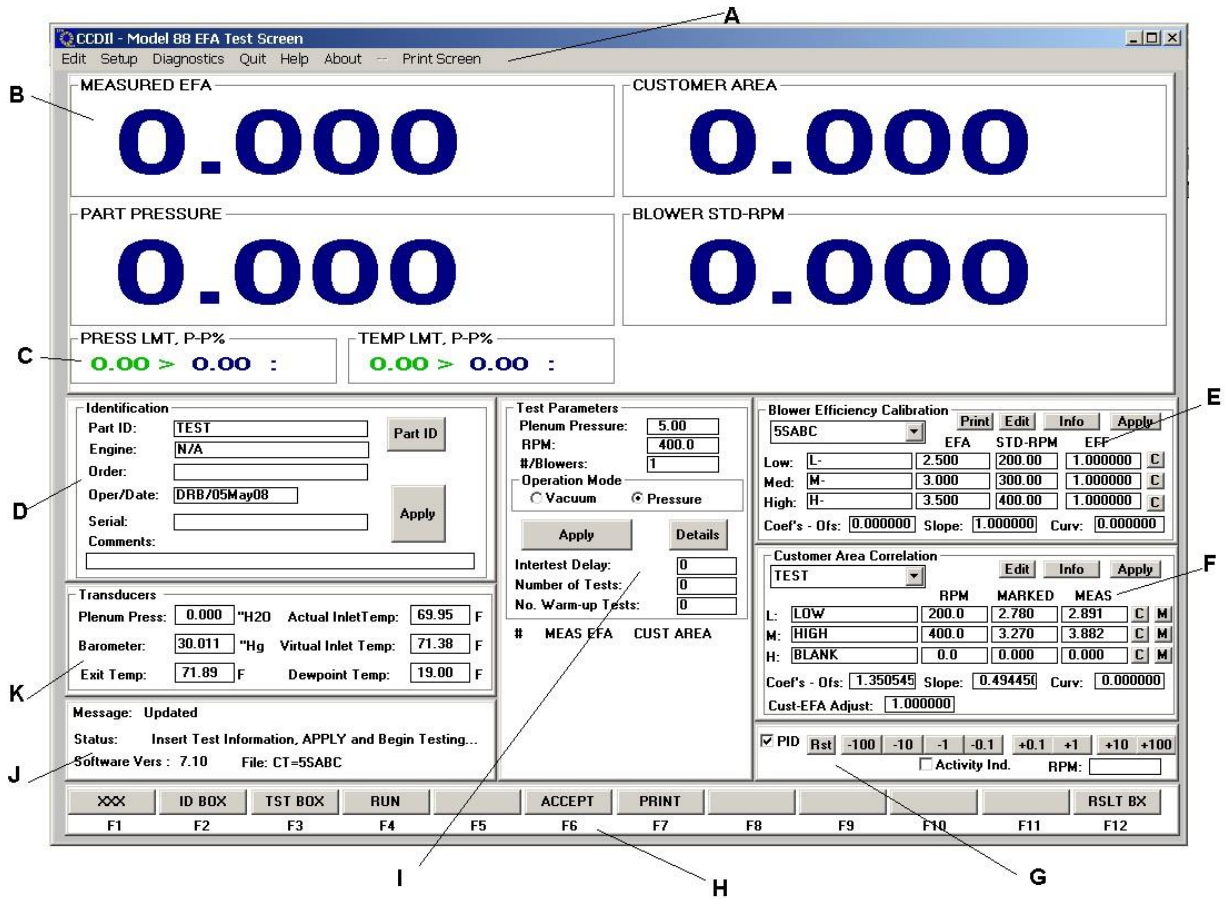 A
CCDIl - Model 88 EFA Test Screen
Edit Setup Diagnostics Quit Help About -- Print Screen
B
MEASURED EFA
0.000
CUSTOMER AREA
0.000
PART PRESSURE
0.000
BLOWER STD-RPM
0.000
C
PRESS LMT, P-P%
0.00 > 0.00 :
TEMP LMT, P-P%
0.00 > 0.00 :
D
Identification
Part ID: TEST
Part ID
Engine: N/A
Order:
Oper/Date: DRB/05May08
Apply
Serial:
Comments:
Test Parameters
Plenum Pressure: 5.00
RPM: 400.0
#/Blowers: 1
Operation Mode
Vacuum Pressure
Apply Details
Intertest Delay: 0
Number of Tests: 0
No. Warm-up Tests: 0
# MEAS EFA CUST AREA
E
Blower Efficiency Calibration
Print Edit Info Apply
5SABC
EFA STD-RPM EFF
Low: L- 2.500 200.00 1.000000 C
Med: M- 3.000 300.00 1.000000 C
High: H- 3.500 400.00 1.000000 C
Coef's - Ofs: 0.000000 Slope: 1.000000 Curv: 0.000000
F
Customer Area Correlation
TEST
Edit Info Apply
RPM MARKED MEAS
L: LOW 200.0 2.780 2.891 C M
M: HIGH 400.0 3.270 3.882 C M
H: BLANK 0.0 0.000 0.000 C M
Coef's - Ofs: 1.350545 Slope: 0.494450 Curv: 0.000000
Cust-EFA Adjust: 1.000000
K
Transducers
Plenum Press: 0.000 "H2O Actual InletTemp: 69.95 F
Barometer: 30.011 "Hg Virtual Inlet Temp: 71.38 F
Exit Temp: 71.89 F Dewpoint Temp: 19.00 F
J
Message: Updated
Status: Insert Test Information, APPLY and Begin Testing...
Software Vers : 7.10 File: CT=5SABC
PID Rst -100 -10 -1 -0.1 +0.1 +1 +10 +100
Activity Ind. RPM:
XXX ID BOX TST BOX RUN ACCEPT PRINT RSLT BX
F1 F2 F3 F4 F5 F6 F7 F8 F9 F10 F11 F12
I
H
G